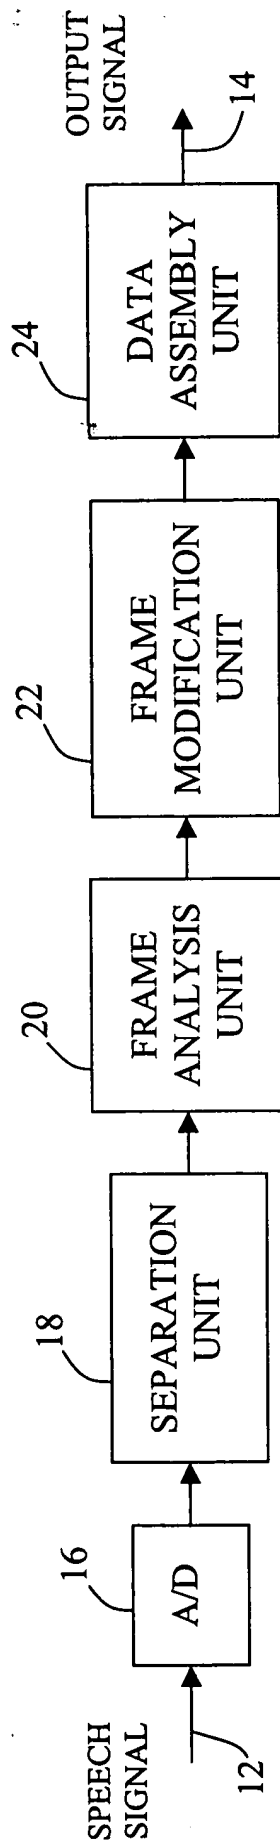 SPEECH
SIGNAL
12
16
A/D
18
SEPARATION
UNIT
20
FRAME
ANALYSIS
UNIT
22
FRAME
MODIFICATION
UNIT
24
DATA
ASSEMBLY
UNIT
OUTPUT
SIGNAL
14